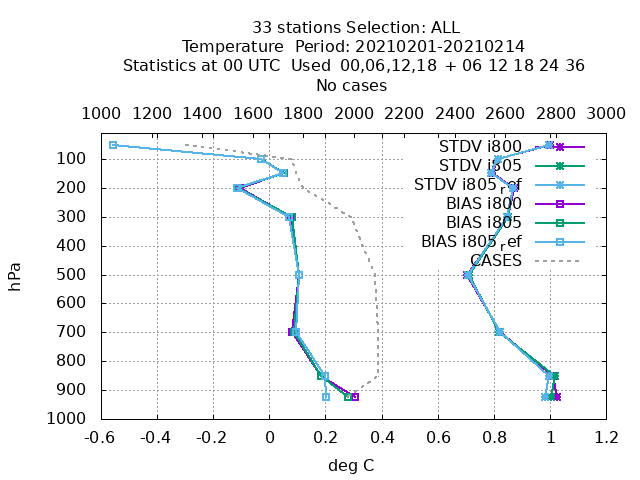 33 stations Selection: ALL
Temperature  Period: 20210201-20210214
Statistics at 00 UTC  Used  00,06,12,18  + 06 12 18 24 36
No cases
1000 1200 1400 1600 1800 2000 2200 2400 2600 2800 3000
STDV i800
STDV i805
STDV i805ref
BIAS i800
BIAS i805
BIAS i805ref
CASES
hPa
100
200
300
400
500
600
700
800
900
1000
-0.6 -0.4 -0.2 0 0.2 0.4 0.6 0.8 1 1.2
deg C